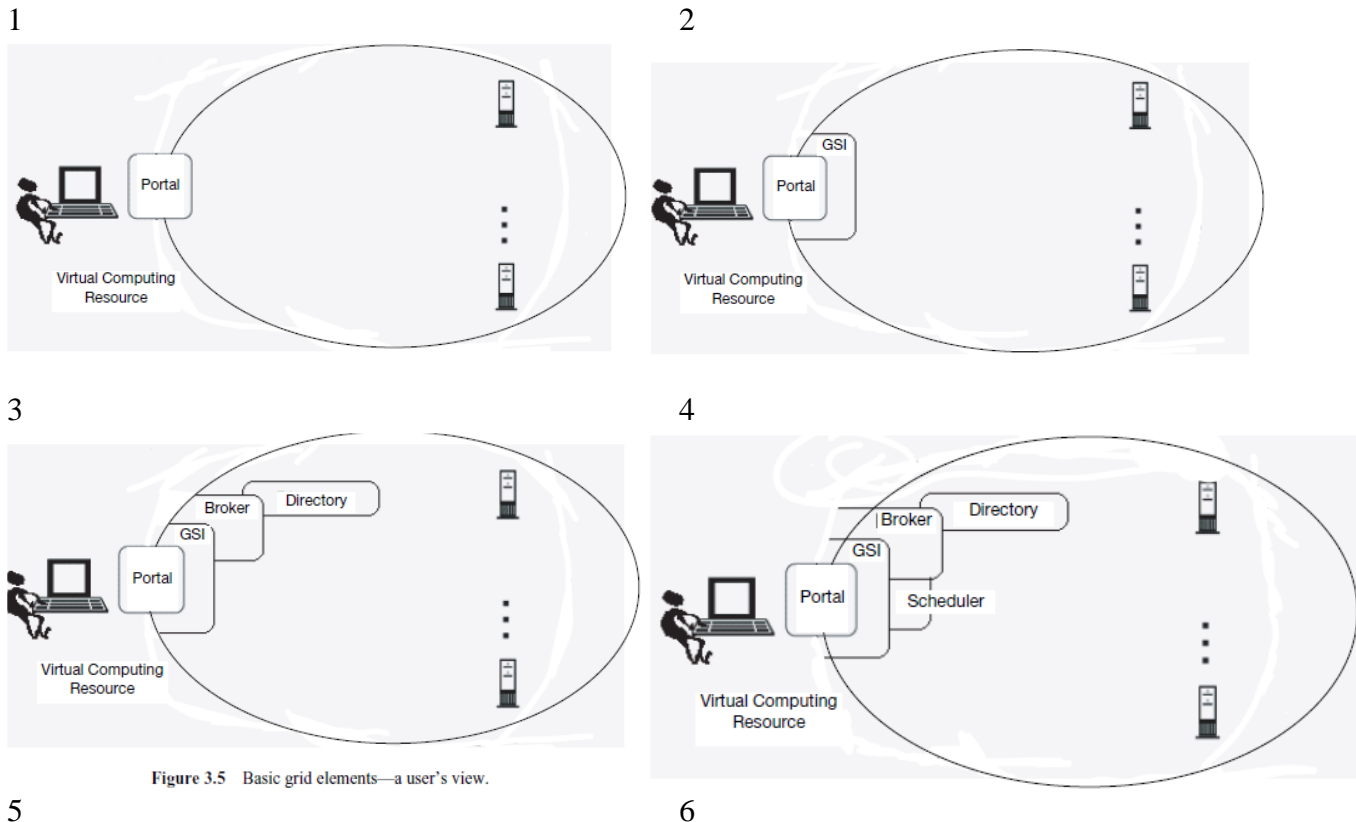 1
2
Portal
Virtual Computing
Resource
GSI
Portal
Virtual Computing
Resource
3
4
Directory
Broker
GSI
Portal
Virtual Computing
Resource
Directory
Broker
GSI
Portal
Scheduler
Virtual Computing
Resource
Figure 3.5 Basic grid elements—a user's view.
5
6